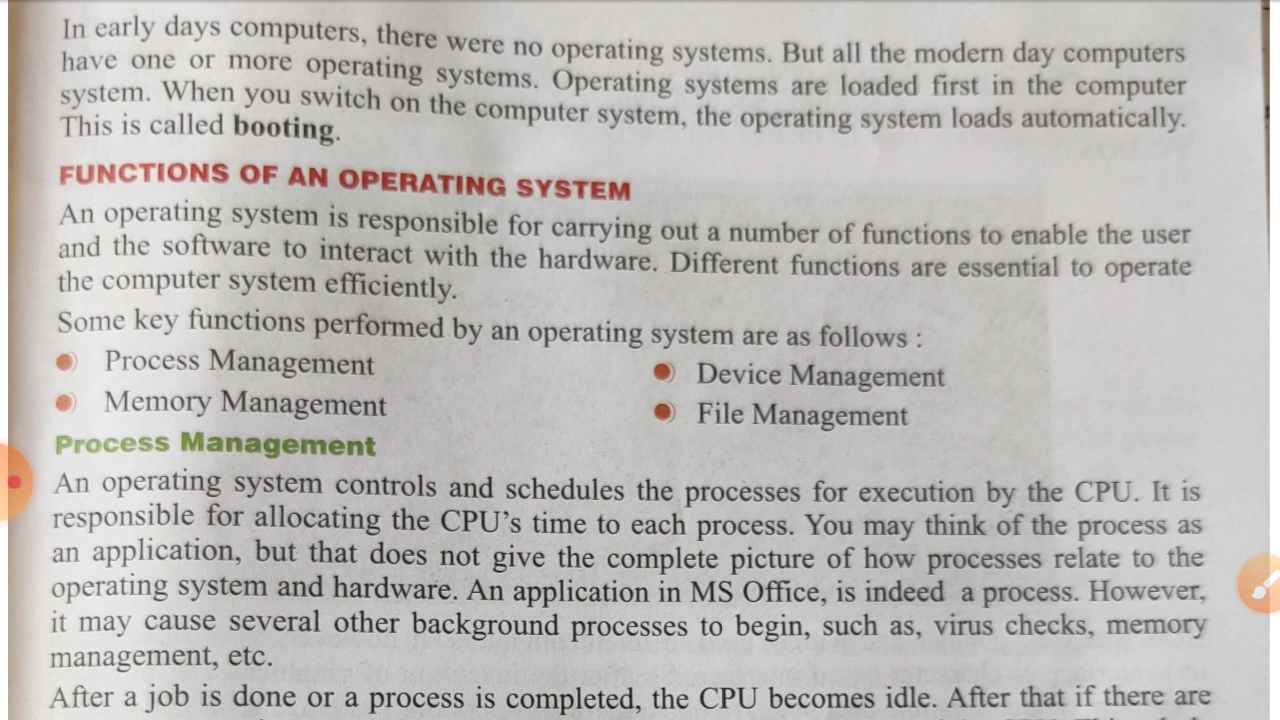 In early days computers, there were no operating systems. But all the modern day computers
have one or more operating systems. Operating systems are loaded first in the computer
system. When you switch on the computer system, the operating system loads automatically.
This is called booting.
FUNCTIONS OF AN OPERATING SYSTEM
An operating system is responsible for carrying out a number of functions to enable the user
and the software to interact with the hardware. Different functions are essential to operate
the computer system efficiently.
Some key functions performed by an operating system are as follows :
Process Management
Memory Management
Device Management
File Management
Process Management
An operating system controls and schedules the processes for execution by the CPU. It is
responsible for allocating the CPU's time to each process. You may think of the process as
an application, but that does not give the complete picture of how processes relate to the
operating system and hardware. An application in MS Office, is indeed a process. However,
it may cause several other background processes to begin, such as, virus checks, memory
management, etc.
After a job is done or a process is completed, the CPU becomes idle. After that if there are